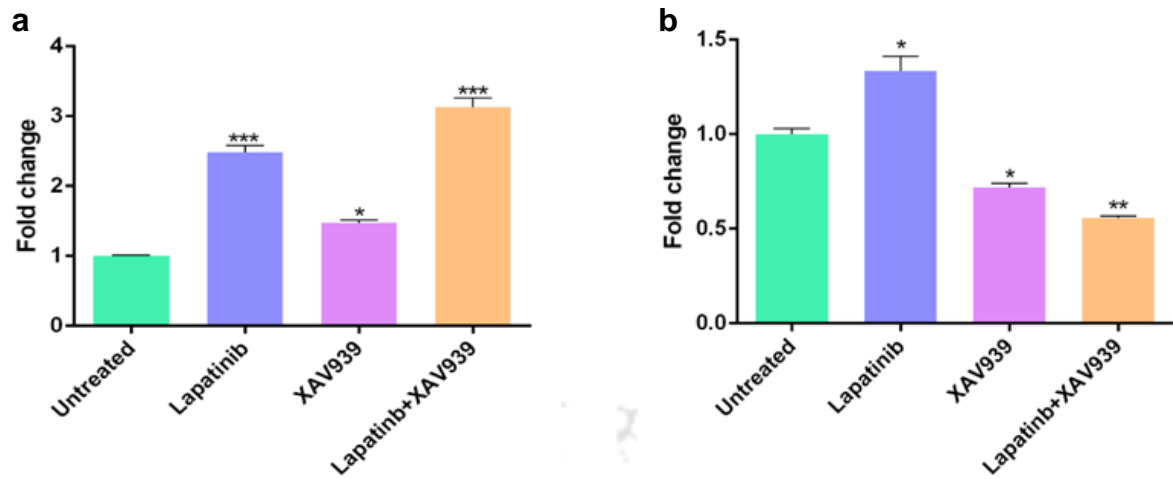 a
4
3
2
1
0
Fold change
***
*
***
Untreated
Lapatinib
XAV939
Lapatinb+XAV939
b
1.5
1.0
0.5
0.0
Fold change
*
*
**
Untreated
Lapatinib
XAV939
Lapatinb+XAV939